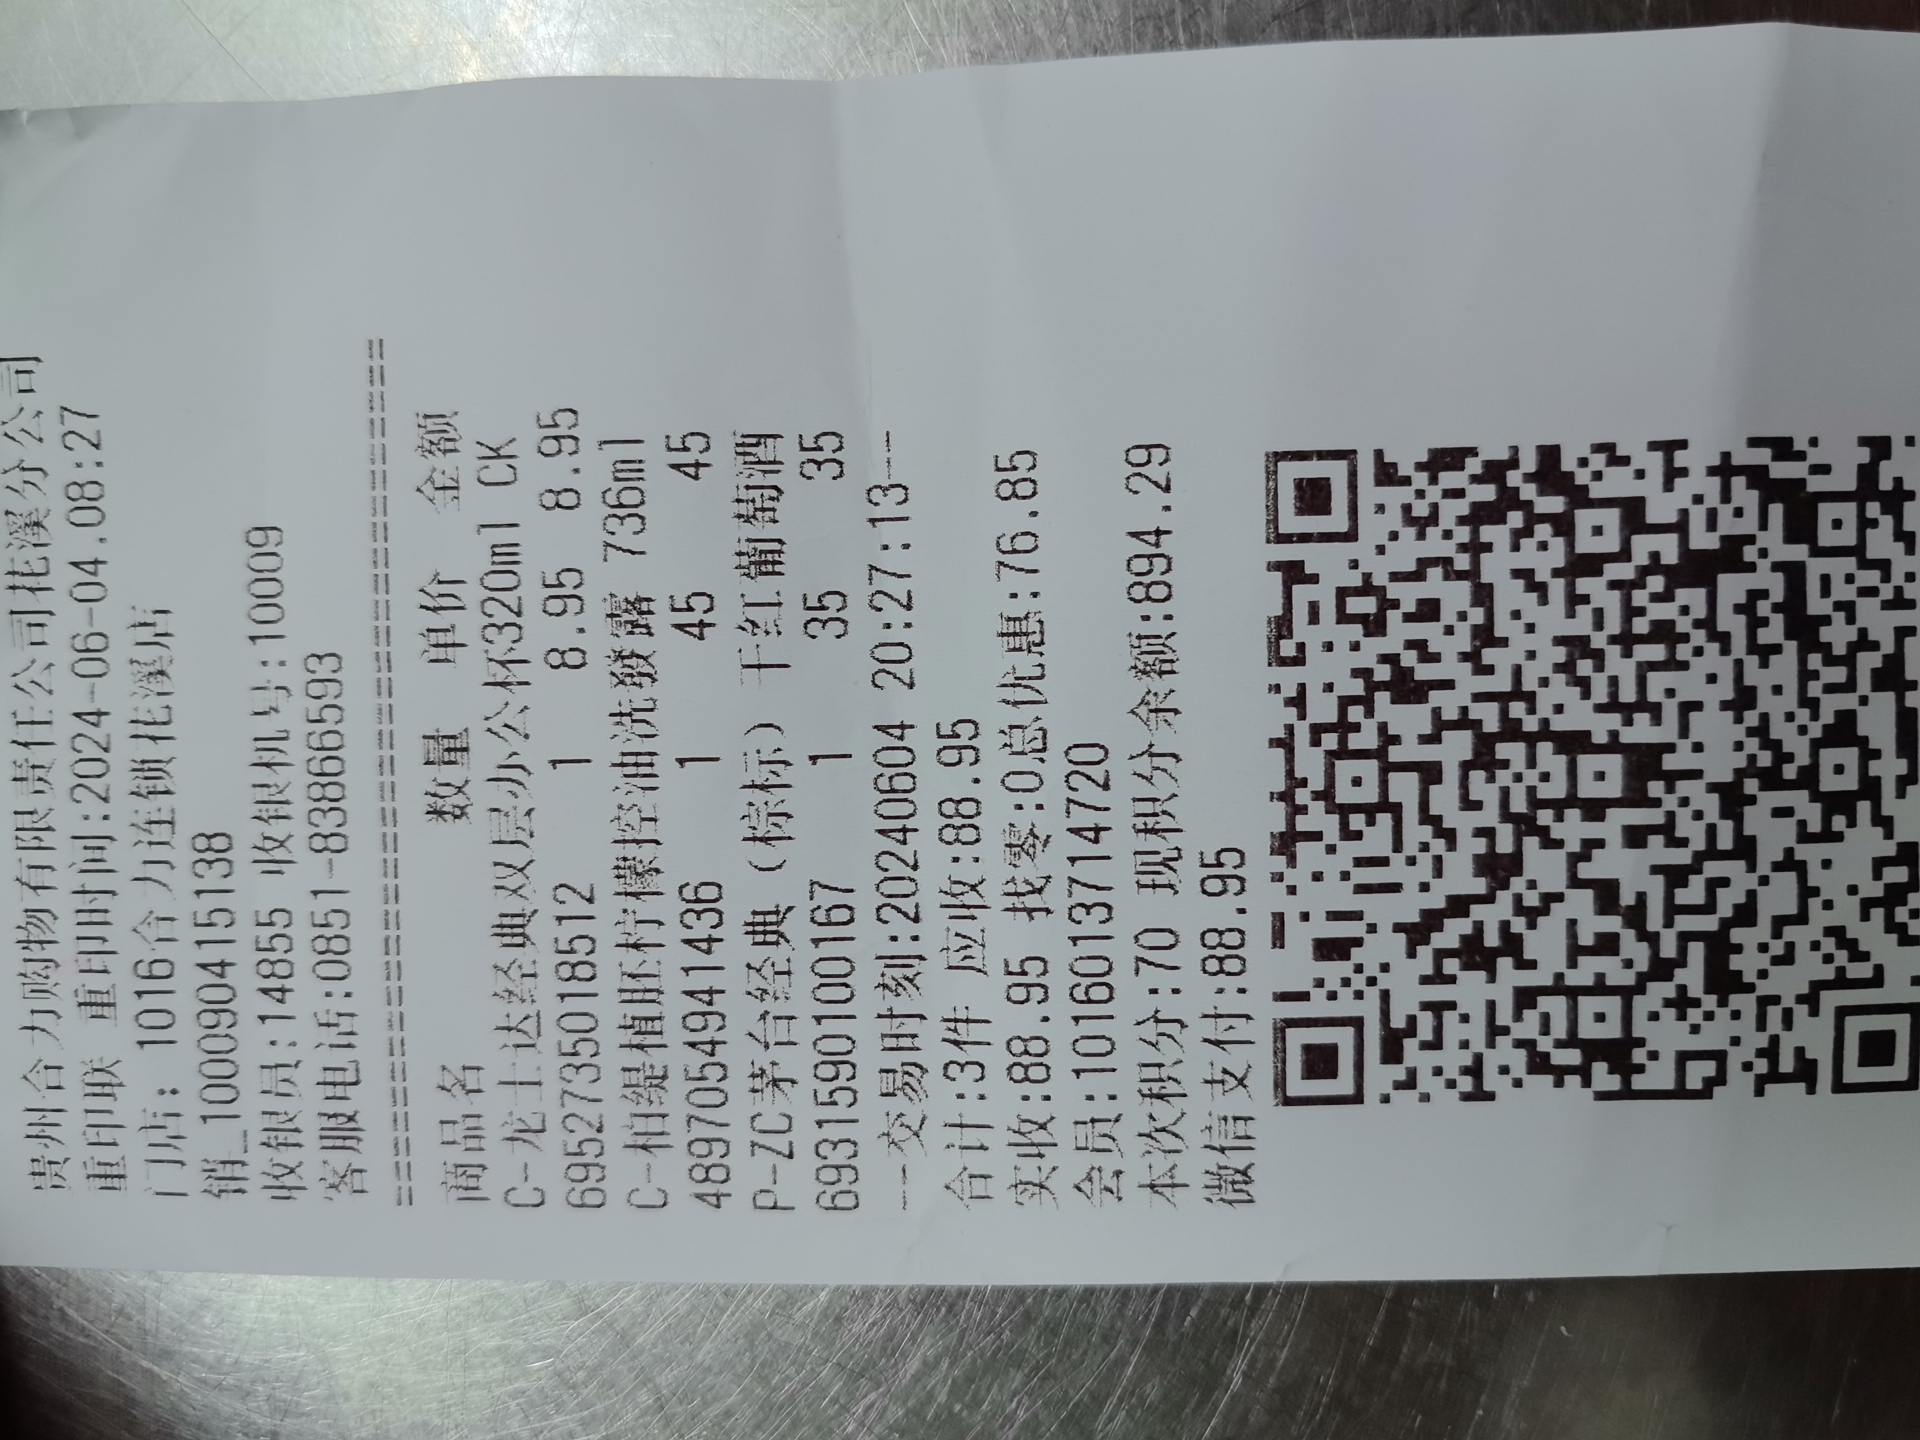 贵州合力购物有限责任公司花溪分公司
重印联 重印时间:2024-06-04.08:27
门店: 1016合力连锁花溪店
销_100090415138
收银员:14855 收银机号:10009
客服电话:0851-83866593
================================
商品名 数量 单价 金额
C-龙士达经典双层办公杯320ml CK
6952735018512 1 8.95 8.95
C-柏缇植胚柠檬控油洗發露 736ml
4897054941436 1 45 45
P-ZC茅台经典（棕标）干红葡萄酒
6931590100167 1 35 35
--交易时刻:20240604 20:27:13--
合计:3件 应收:88.95
实收:88.95 找零:0总优惠:76.85
会员:1016013714720
本次积分:70 现积分余额:894.29
微信支付:88.95